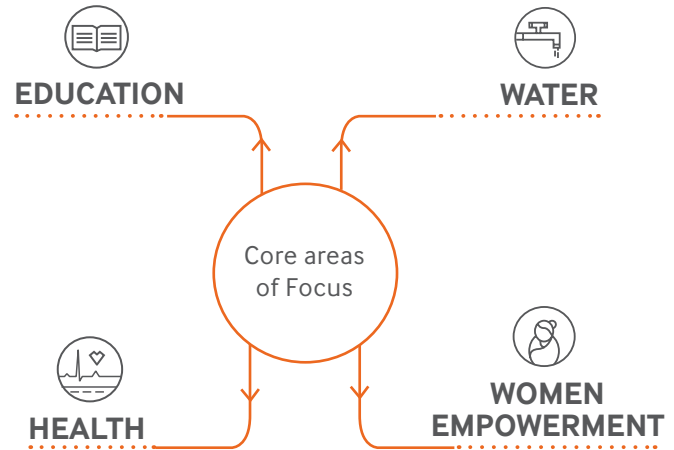 EDUCATION
WATER
Core areas
of Focus
HEALTH
WOMEN
EMPOWERMENT